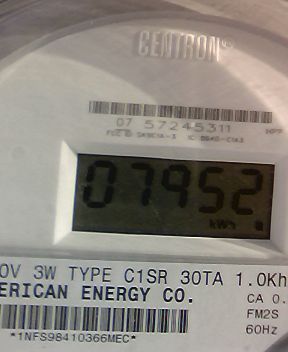 CENTRON®
07 57245311
07952
kWh
0V 3W TYPE C1SR 30TA 1.0Kh
ERICAN ENERGY CO.
CA 0.
FM2S
60Hz
*1NFS98410366MEC*